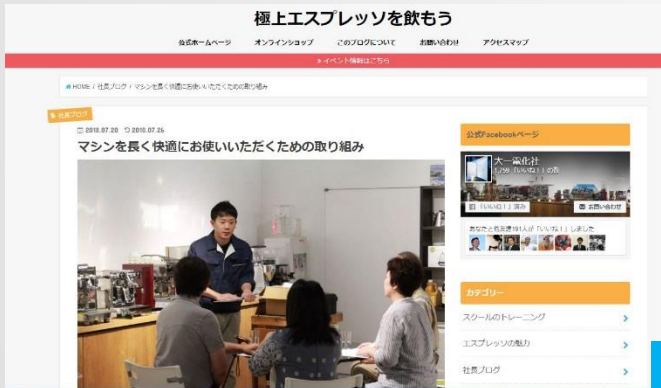 極上エスプレッソを飲もう
公式ホームページ オンラインショップ このブログについて お問い合わせ アクセスマップ
» イベント情報はこちら
HOME / 社長ブログ / マシンを長く快適にお使いいただくための取り組み
社長ブログ
2018.07.20 2018.07.26
マシンを長く快適にお使いいただくための取り組み
公式Facebookページ
大一電化社
1,259「いいね！」の数
「いいね！」済み お問い合わせ
あなたと他友達191人が「いいね！」しました
カテゴリー
スクールのトレーニング
エスプレッソの魅力
社長ブログ